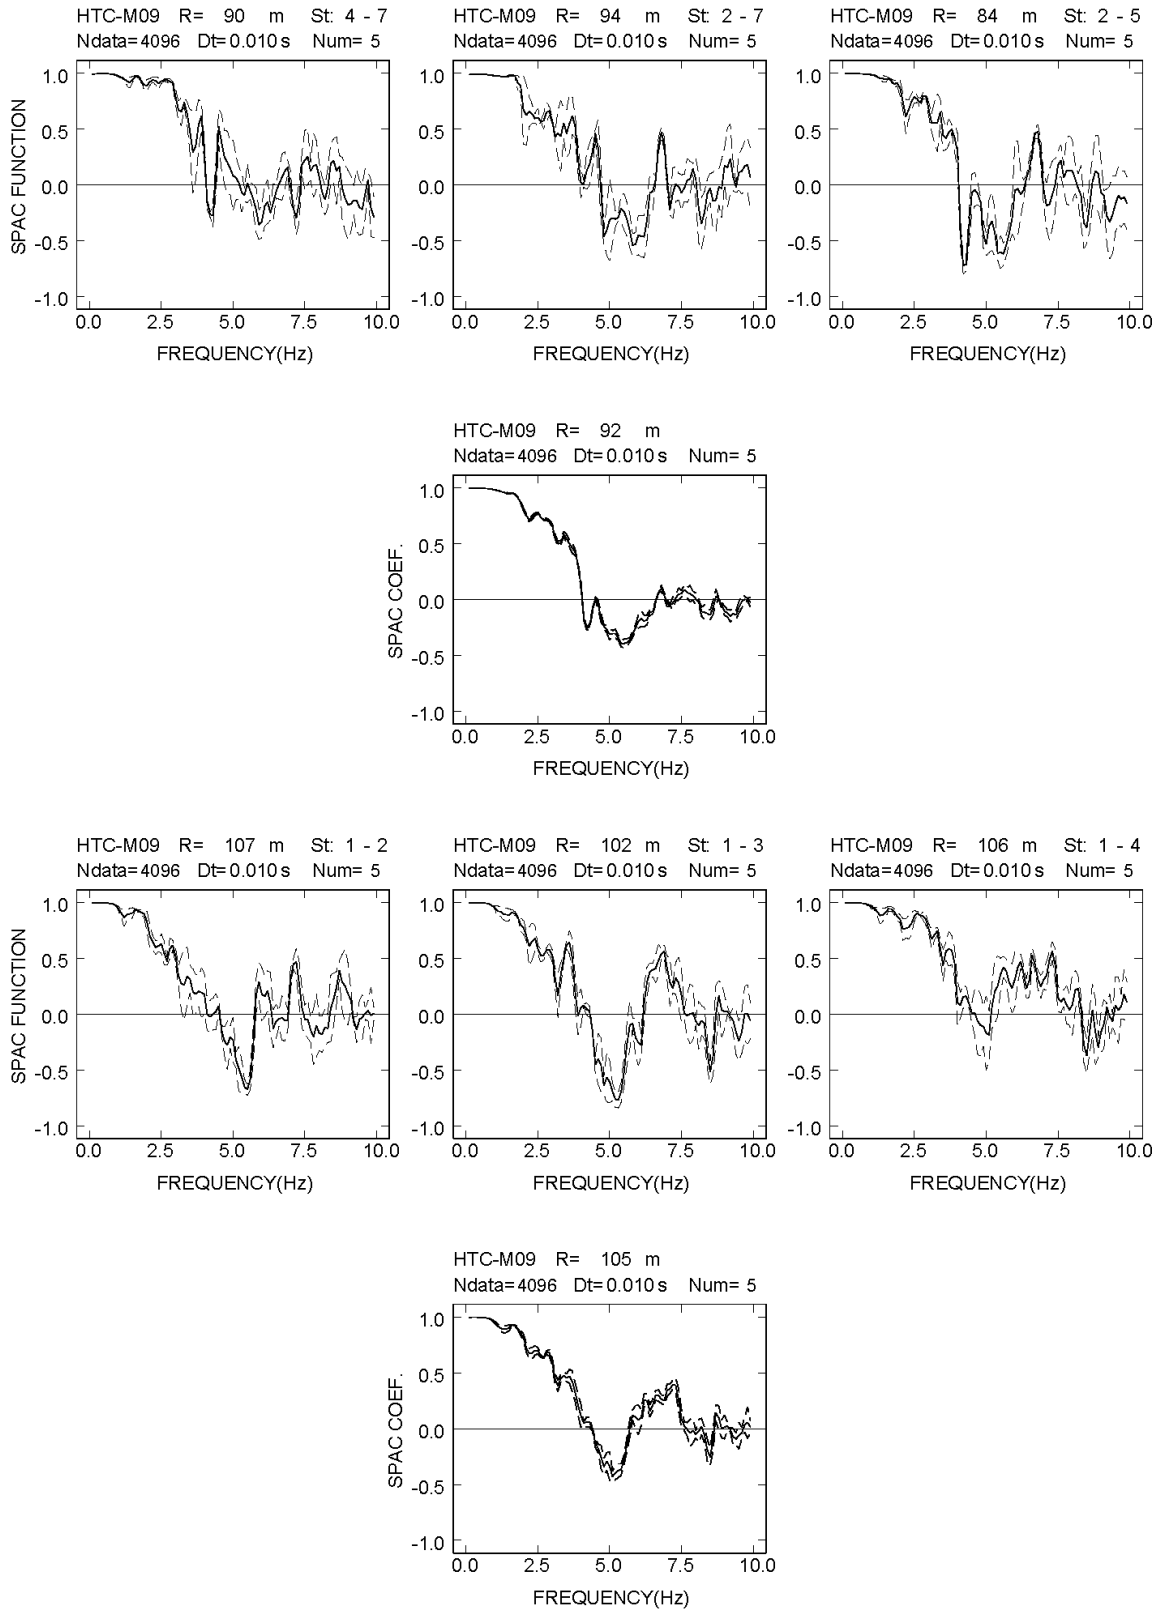 HTC-M09 R= 90 m St: 4 - 7
Ndata=4096 Dt=0.010 s Num= 5
1.0
0.5
0.0
-0.5
-1.0
SPAC FUNCTION
0.0 2.5 5.0 7.5 10.0
FREQUENCY(Hz)
HTC-M09 R= 94 m St: 2 - 7
Ndata=4096 Dt=0.010 s Num= 5
1.0
0.5
0.0
-0.5
-1.0
0.0 2.5 5.0 7.5 10.0
FREQUENCY(Hz)
HTC-M09 R= 84 m St: 2 - 5
Ndata=4096 Dt=0.010 s Num= 5
1.0
0.5
0.0
-0.5
-1.0
0.0 2.5 5.0 7.5 10.0
FREQUENCY(Hz)
HTC-M09 R= 92 m
Ndata=4096 Dt=0.010 s Num= 5
1.0
0.5
0.0
-0.5
-1.0
SPAC COEF.
0.0 2.5 5.0 7.5 10.0
FREQUENCY(Hz)
HTC-M09 R= 107 m St: 1 - 2
Ndata=4096 Dt=0.010 s Num= 5
1.0
0.5
0.0
-0.5
-1.0
SPAC FUNCTION
0.0 2.5 5.0 7.5 10.0
FREQUENCY(Hz)
HTC-M09 R= 102 m St: 1 - 3
Ndata=4096 Dt=0.010 s Num= 5
1.0
0.5
0.0
-0.5
-1.0
0.0 2.5 5.0 7.5 10.0
FREQUENCY(Hz)
HTC-M09 R= 106 m St: 1 - 4
Ndata=4096 Dt=0.010 s Num= 5
1.0
0.5
0.0
-0.5
-1.0
0.0 2.5 5.0 7.5 10.0
FREQUENCY(Hz)
HTC-M09 R= 105 m
Ndata=4096 Dt=0.010 s Num= 5
1.0
0.5
0.0
-0.5
-1.0
SPAC COEF.
0.0 2.5 5.0 7.5 10.0
FREQUENCY(Hz)